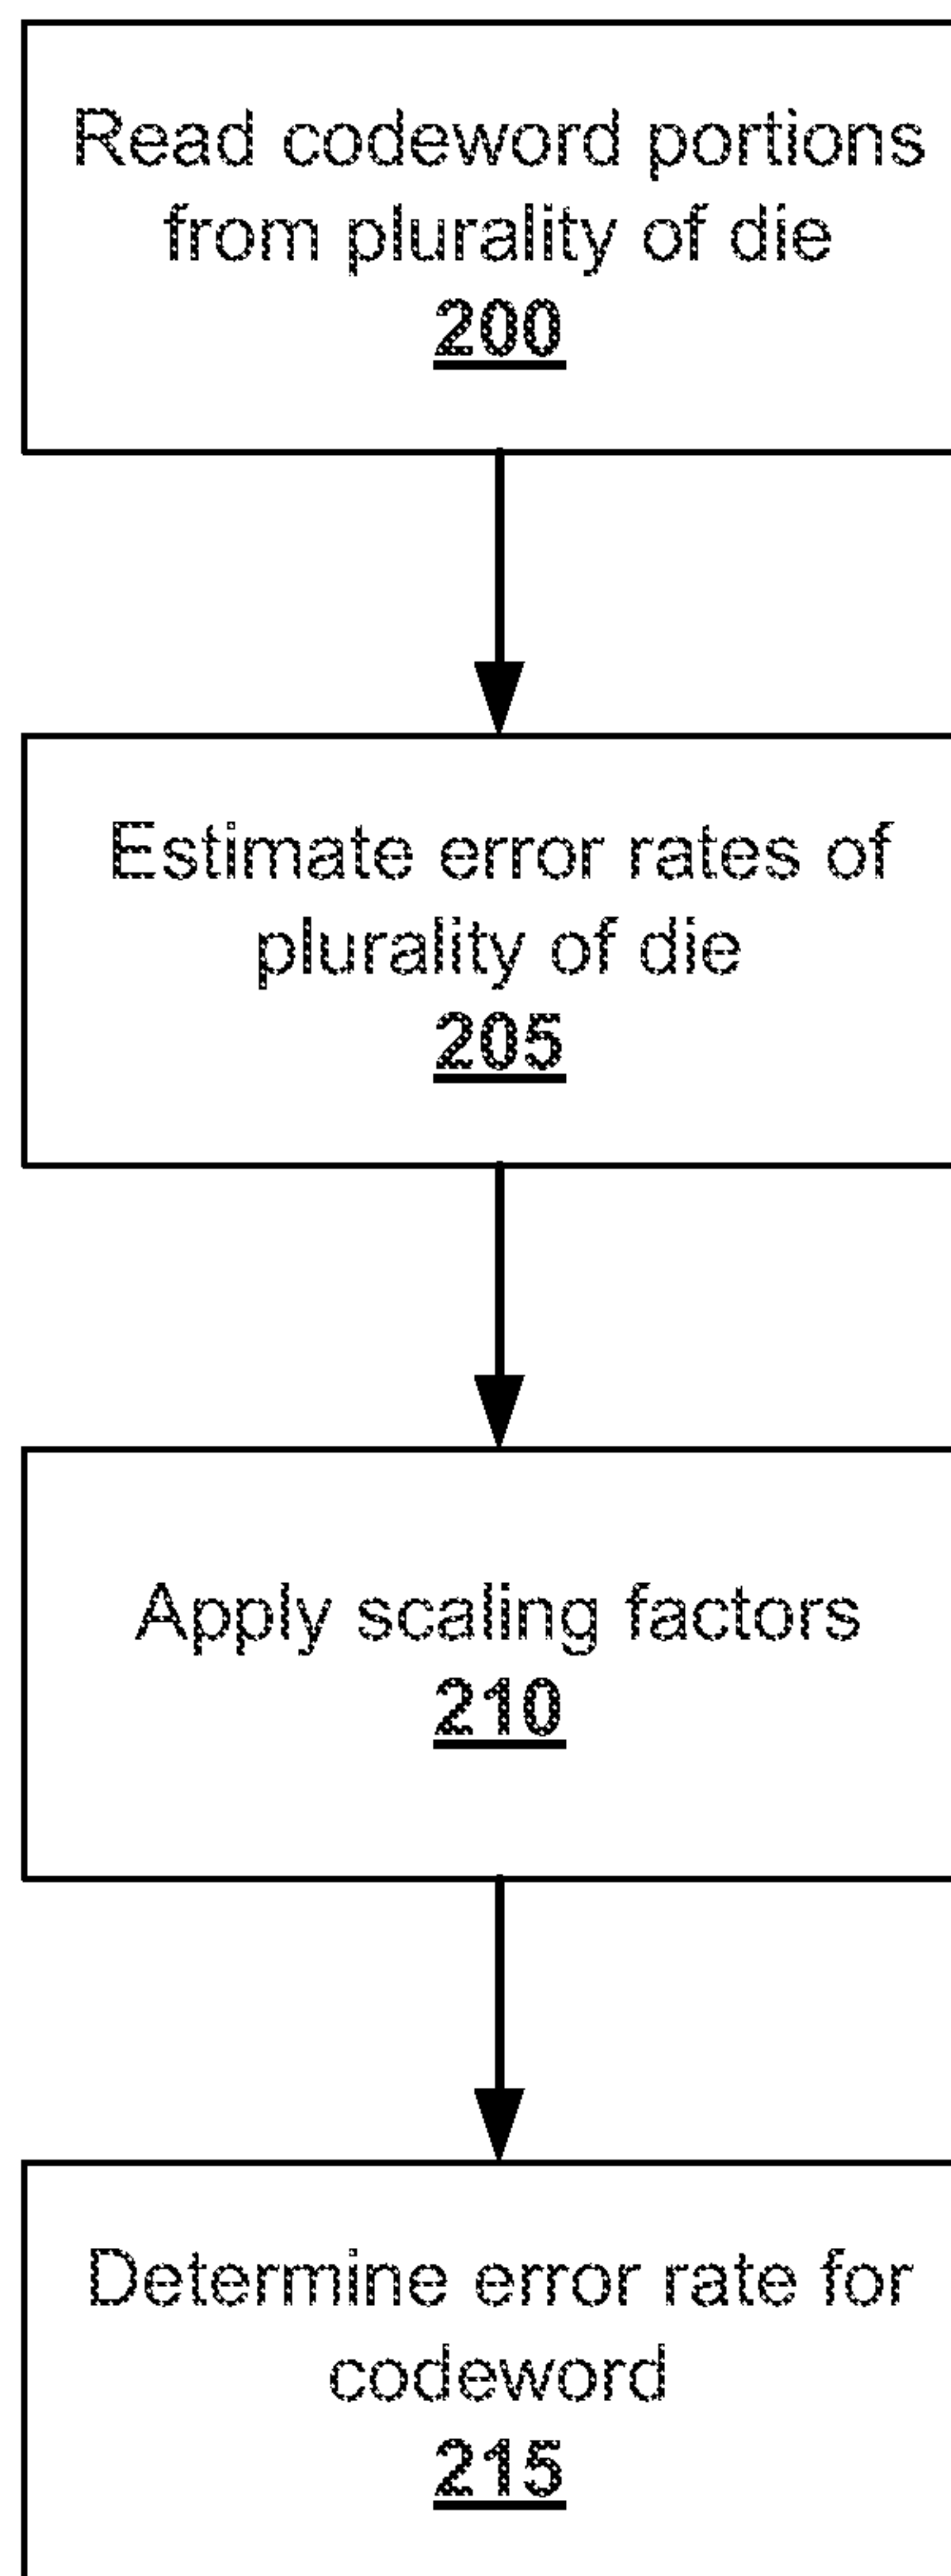 Read codeword portions
from plurality of die
200
Estimate error rates of
plurality of die
205
Apply scaling factors
210
Determine error rate for
codeword
215